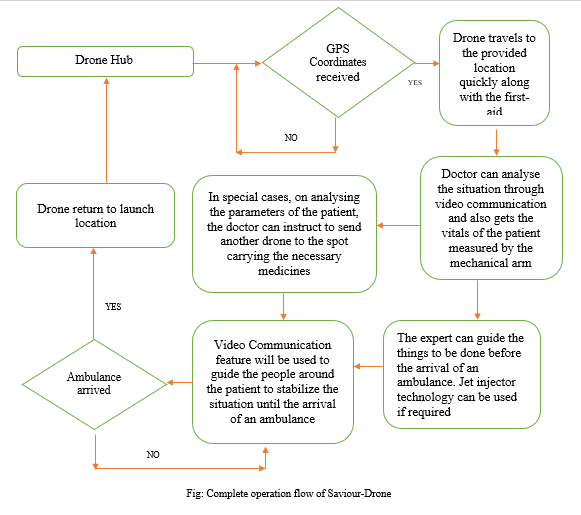 Drone Hub
GPS
Coordinates
received
YES
NO
Drone travels to
the provided
location
quickly along
with the first-
aid
Doctor can analyse
the situation through
video communication
and also gets the
vitals of the patient
measured by the
mechanical arm
In special cases, on analysing
the parameters of the patient,
the doctor can instruct to send
another drone to the spot
carrying the necessary
medicines
The expert can guide the
things to be done before
the arrival of an
ambulance. Jet injector
technology can be used
if required
Video Communication
feature will be used to
guide the people around
the patient to stabilize the
situation until the arrival
of an ambulance
Ambulance
arrived
NO
YES
Drone return to launch
location
Fig: Complete operation flow of Saviour-Drone